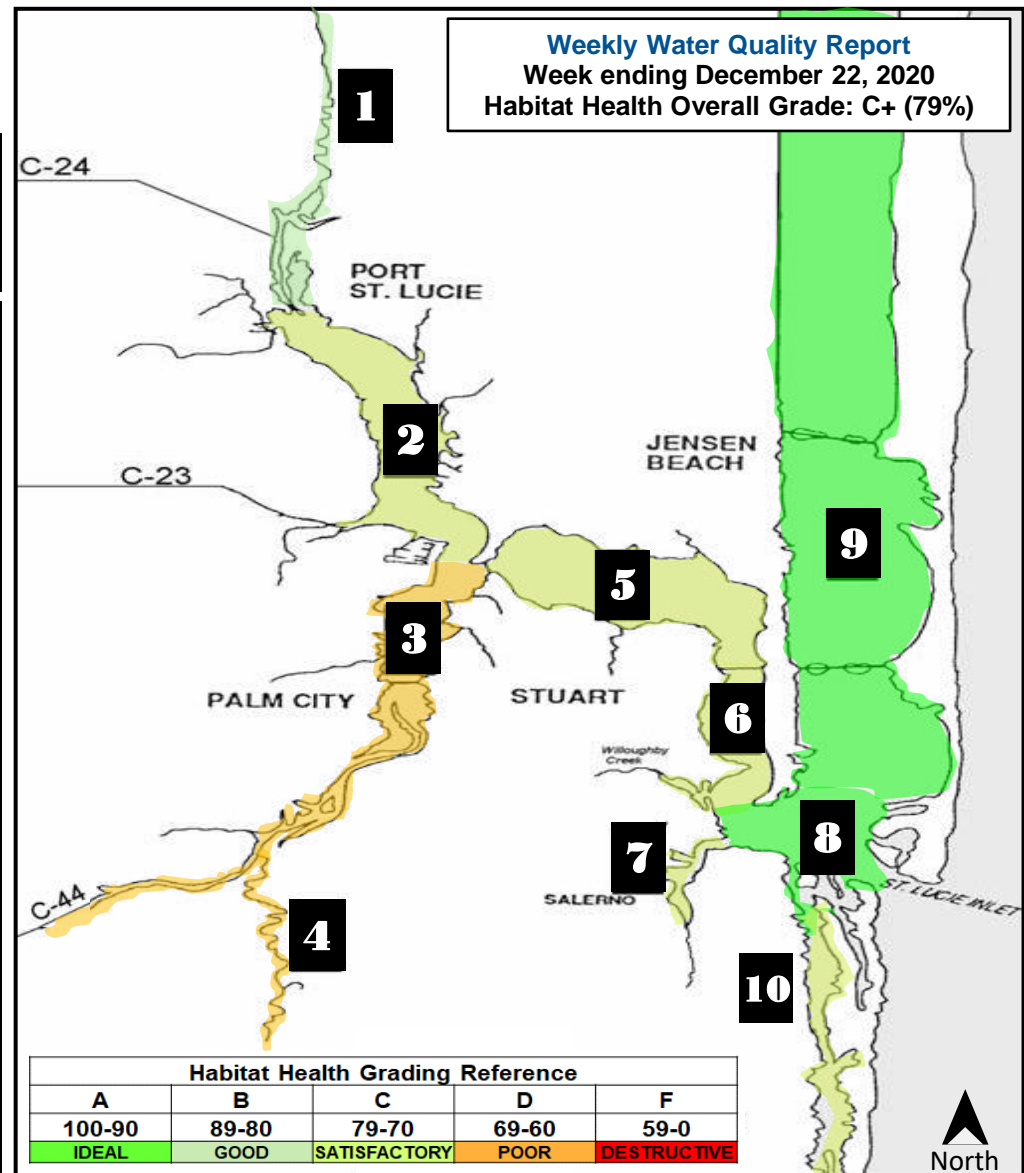 Weekly Water Quality Report
Week ending December 22, 2020
Habitat Health Overall Grade: C+ (79%)
1
C-24
PORT
ST. LUCIE
2
JENSEN
BEACH
C-23
9
5
3
PALM CITY
STUART
6
Willoughby
Creek
8
7
SALERNO
ST. LUCIE INLET
C-44
4
10
Habitat Health Grading Reference
A B C D F
100-90 89-80 79-70 69-60 59-0
IDEAL GOOD SATISFACTORY POOR DESTRUCTIVE
North